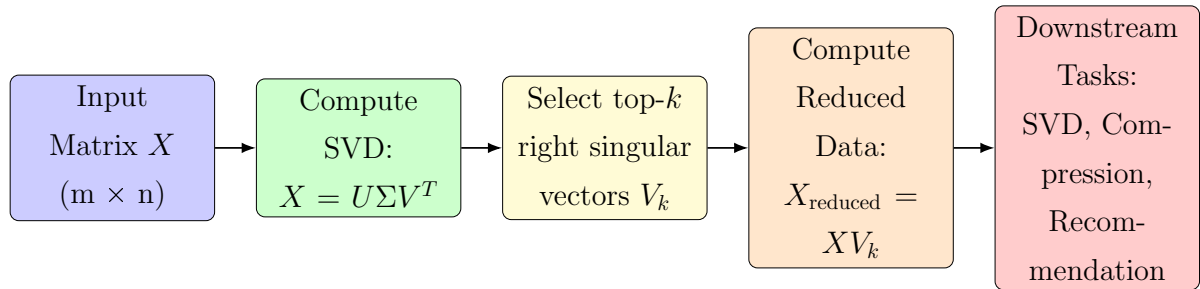 Input
Matrix X
(m × n)
Compute
SVD:
X = UΣV^T
Select top-k
right singular
vectors V_k
Compute
Reduced
Data:
X_reduced =
XV_k
Downstream
Tasks:
SVD, Com-
pression,
Recom-
mendation